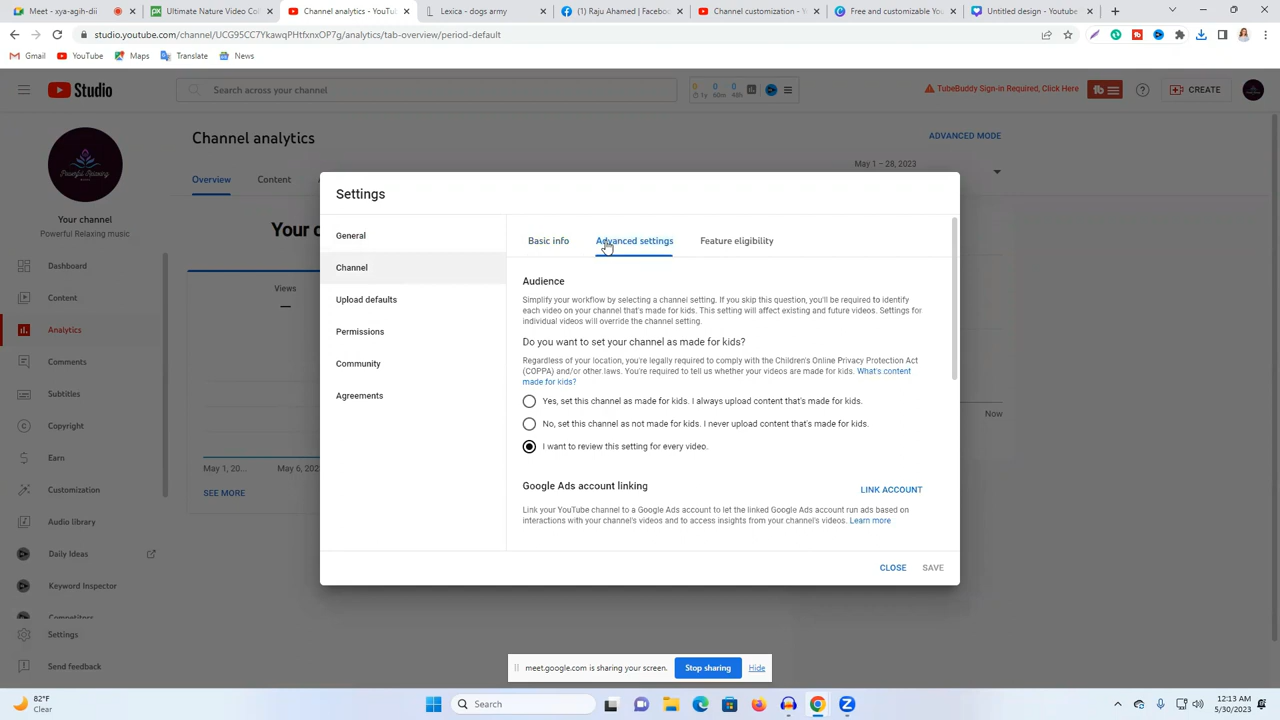 Meet - xya-agih-ii
Ultimate Nature Video Col
Channel analytics - YouTu
Lexica - dogs army
(4) Raju Ahamed | Faceboo
Channel customization - Y
Free and customizable You
Untitled design - Youtube
studio.youtube.com/channel/UCG95CC7YkawqPHtfxnxOP7g/analytics/tab-overview/period-default
Gmail
YouTube
Maps
Translate
News
Studio
Search across your channel
0
1y
0
60m
0
48h
TubeBuddy Sign-in Required, Click Here
CREATE
Channel analytics
ADVANCED MODE
May 1 – 28, 2023
Overview
Content
Your channel
Powerful Relaxing music
Your c
Dashboard
Content
Analytics
Comments
Subtitles
Copyright
Earn
Customization
Audio library
Daily Ideas
Keyword Inspector
Competitors
Settings
Send feedback
Views
—
May 1, 20...
May 6,
SEE MORE
Now
Settings
General
Channel
Upload defaults
Permissions
Community
Agreements
Basic info
Advanced settings
Feature eligibility
Audience
Simplify your workflow by selecting a channel setting. If you skip this question, you'll be required to identify
each video on your channel that's made for kids. This setting will affect existing and future videos. Settings for
individual videos will override the channel setting.
Do you want to set your channel as made for kids?
Regardless of your location, you're legally required to comply with the Children's Online Privacy Protection Act
(COPPA) and/or other laws. You're required to tell us whether your videos are made for kids. What's content
made for kids?
Yes, set this channel as made for kids. I always upload content that's made for kids.
No, set this channel as not made for kids. I never upload content that's made for kids.
I want to review this setting for every video.
Google Ads account linking
LINK ACCOUNT
Link your YouTube channel to a Google Ads account to let the linked Google Ads account run ads based on
interactions with your channel's videos and to access insights from your channel's videos. Learn more
CLOSE
SAVE
meet.google.com is sharing your screen.
Stop sharing
Hide
82°F
Clear
Search
12:13 AM
5/30/2023